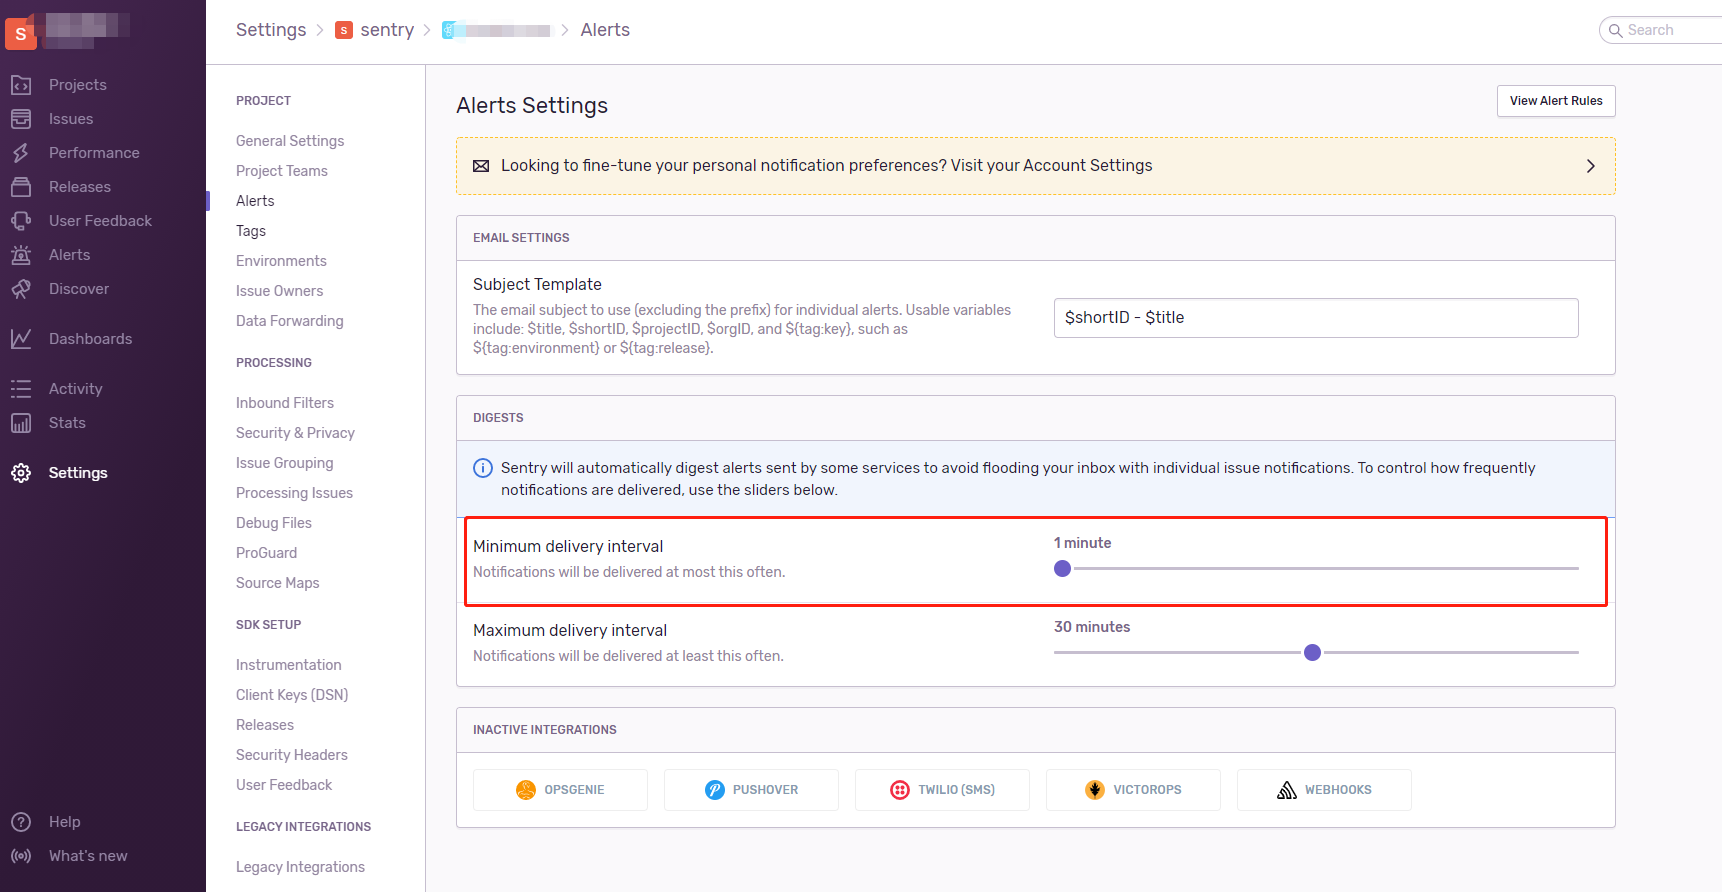 S
Projects
Issues
Performance
Releases
User Feedback
Alerts
Discover
Dashboards
Activity
Stats
Settings
Help
What's new
Settings > S sentry > > Alerts
Search
PROJECT
General Settings
Project Teams
Alerts
Tags
Environments
Issue Owners
Data Forwarding
PROCESSING
Inbound Filters
Security & Privacy
Issue Grouping
Processing Issues
Debug Files
ProGuard
Source Maps
SDK SETUP
Instrumentation
Client Keys (DSN)
Releases
Security Headers
User Feedback
LEGACY INTEGRATIONS
Legacy Integrations
Alerts Settings
View Alert Rules
Looking to fine-tune your personal notification preferences? Visit your Account Settings
EMAIL SETTINGS
Subject Template
The email subject to use (excluding the prefix) for individual alerts. Usable variables
include: $title, $shortID, $projectID, $orgID, and ${tag:key}, such as
${tag:environment} or ${tag:release}.
$shortID - $title
DIGESTS
Sentry will automatically digest alerts sent by some services to avoid flooding your inbox with individual issue notifications. To control how frequently
notifications are delivered, use the sliders below.
Minimum delivery interval
Notifications will be delivered at most this often.
1 minute
Maximum delivery interval
Notifications will be delivered at least this often.
30 minutes
INACTIVE INTEGRATIONS
OPSGENIE
PUSHOVER
TWILIO (SMS)
VICTOROPS
WEBHOOKS